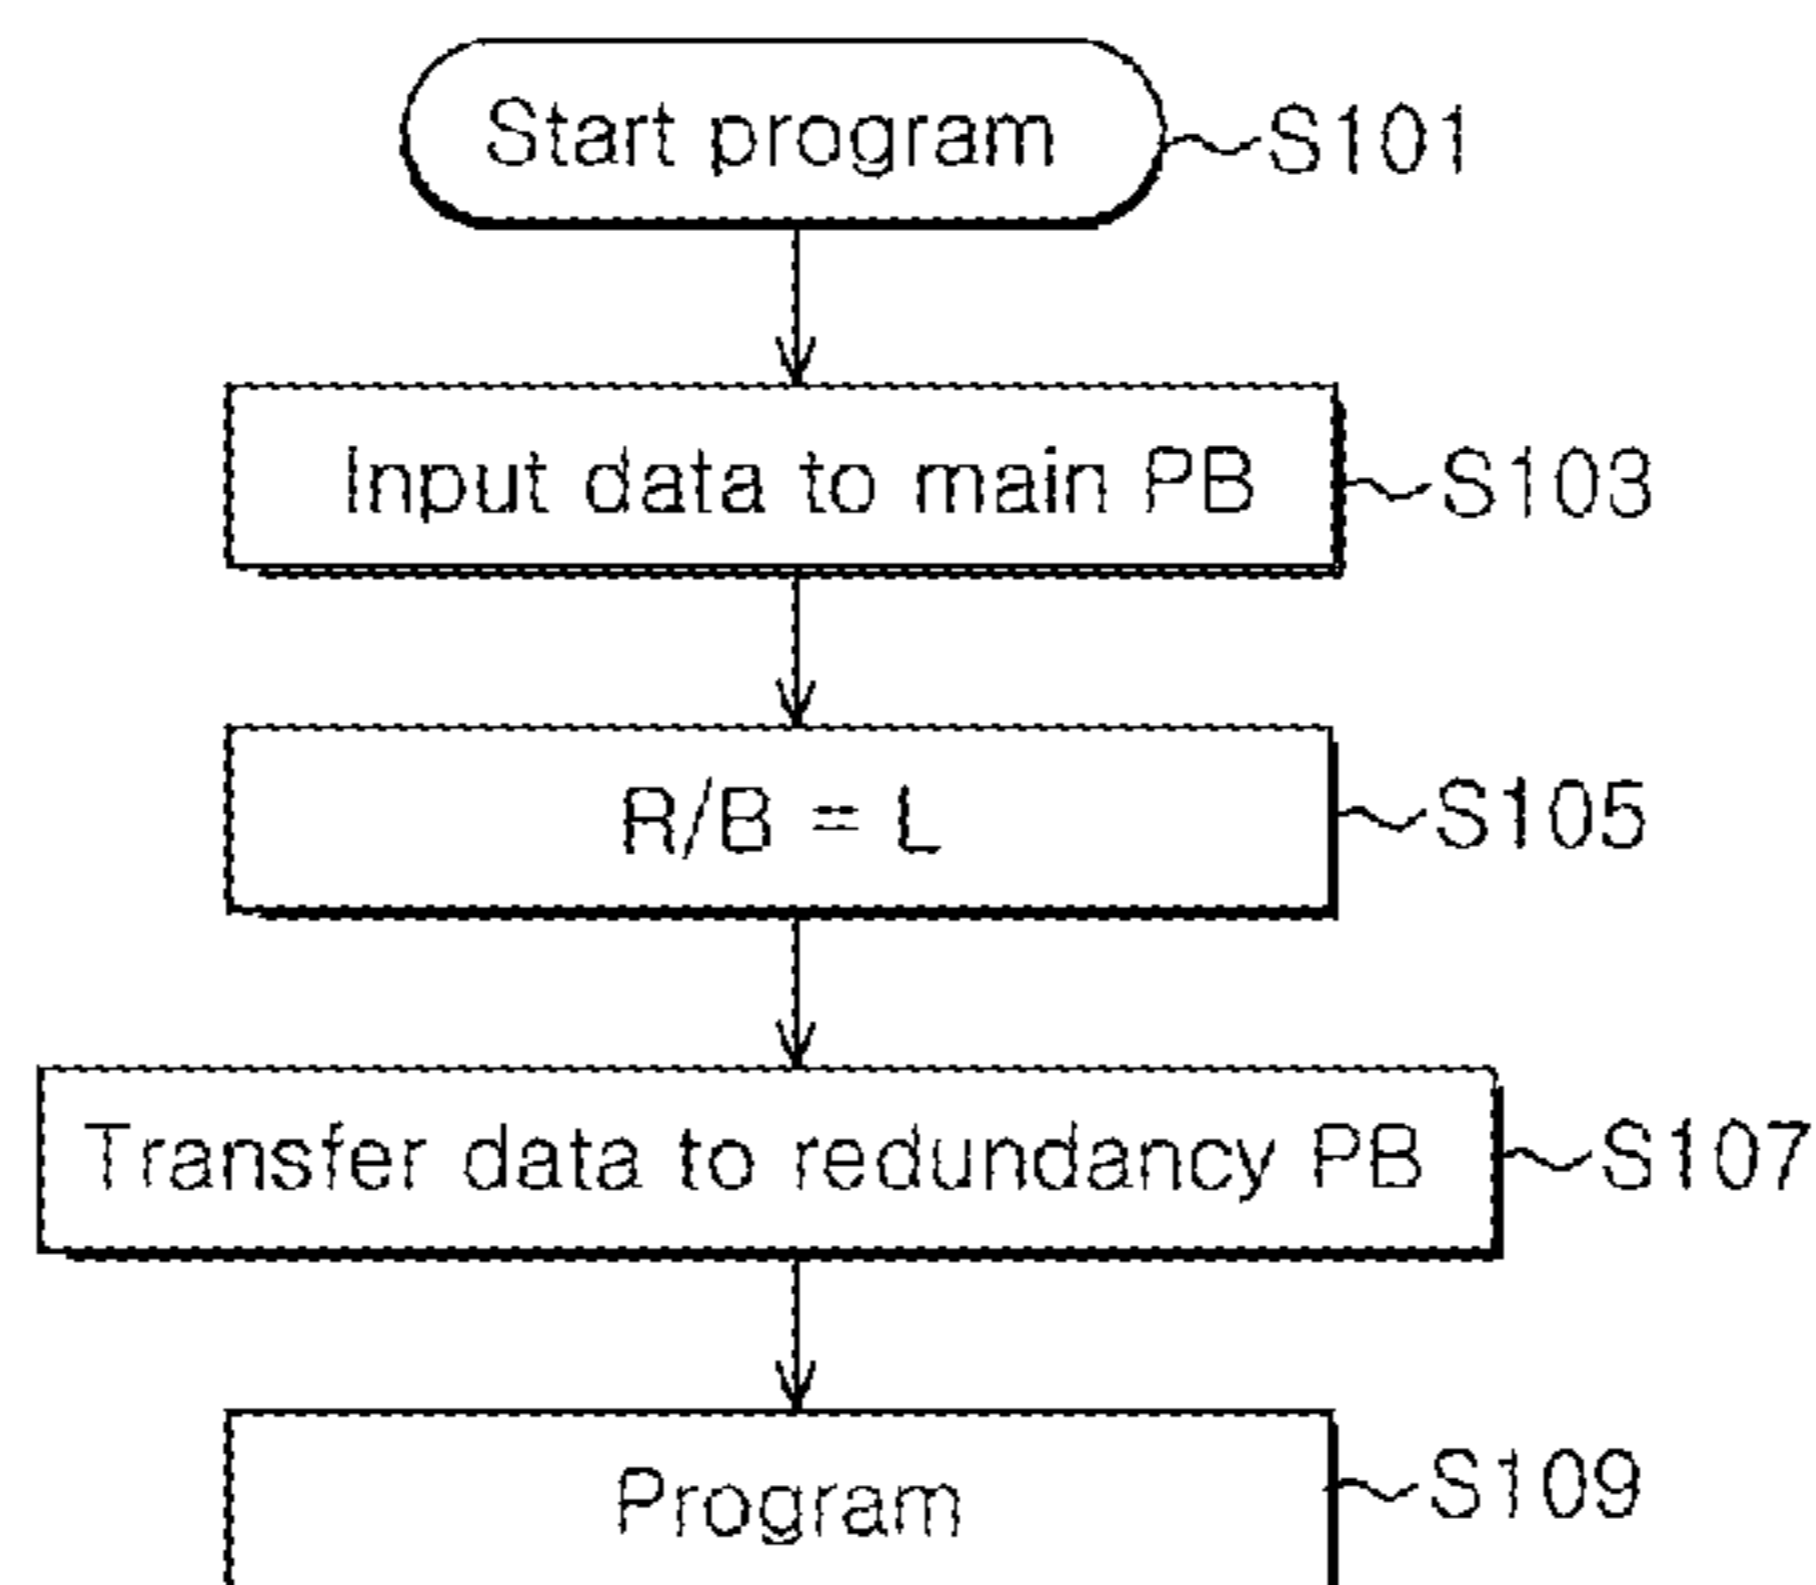 Start program S101
Input data to main PB S103
R/B = L S105
Transfer data to redundancy PB S107
Program S109